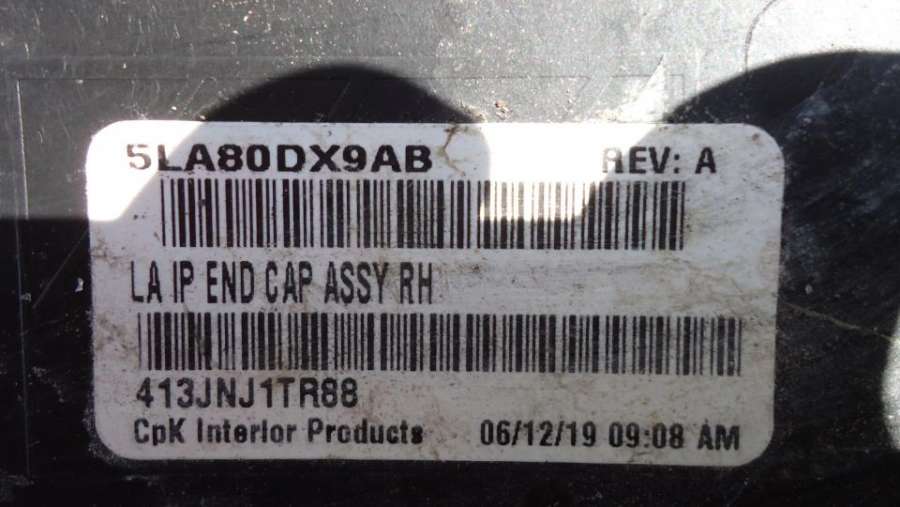 5LA80DX9AB REV: A
LA IP END CAP ASSY RH
413JNJ1TR88
CpK Interior Products 06/12/19 09:08 AM